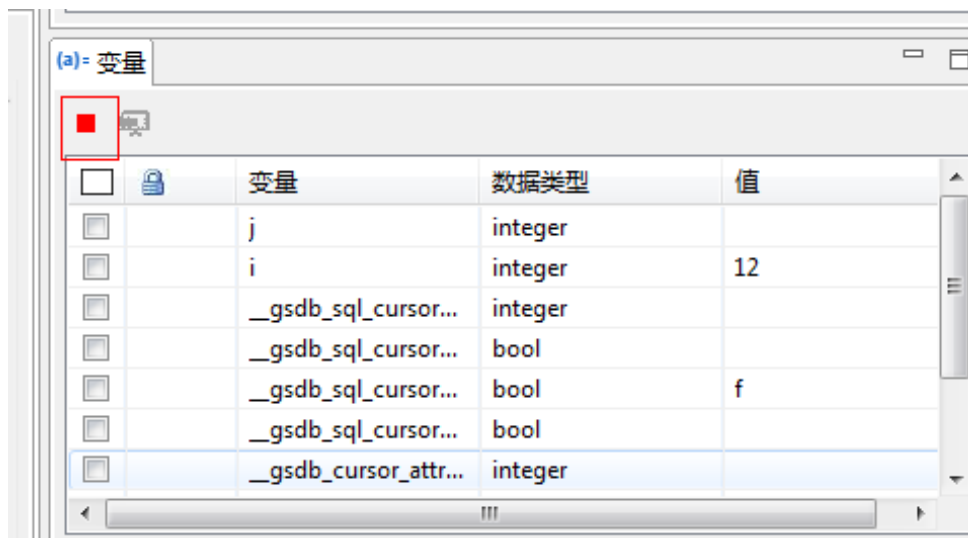 (a)= 变量
变量 数据类型 值
j integer
i integer 12
__gsdb_sql_cursor... integer
__gsdb_sql_cursor... bool
__gsdb_sql_cursor... bool f
__gsdb_sql_cursor... bool
__gsdb_cursor_attr... integer